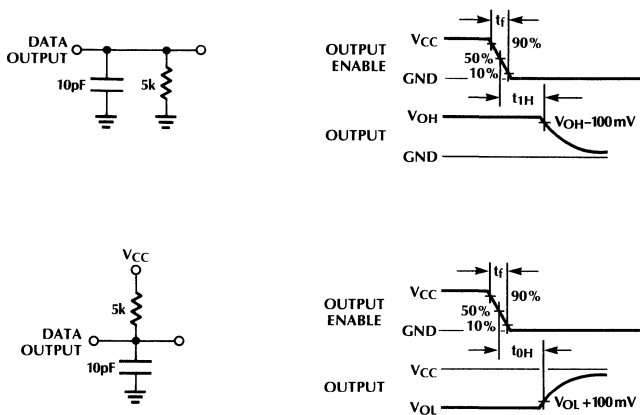 DATA
OUTPUT
10pF
5k
OUTPUT
ENABLE
VCC
GND
tf
90%
50%
10%
t1H
OUTPUT
VOH
GND
VOH–100mV
VCC
5k
DATA
OUTPUT
10pF
OUTPUT
ENABLE
VCC
GND
tf
90%
50%
10%
t0H
OUTPUT
VCC
VOL
VOL+100mV